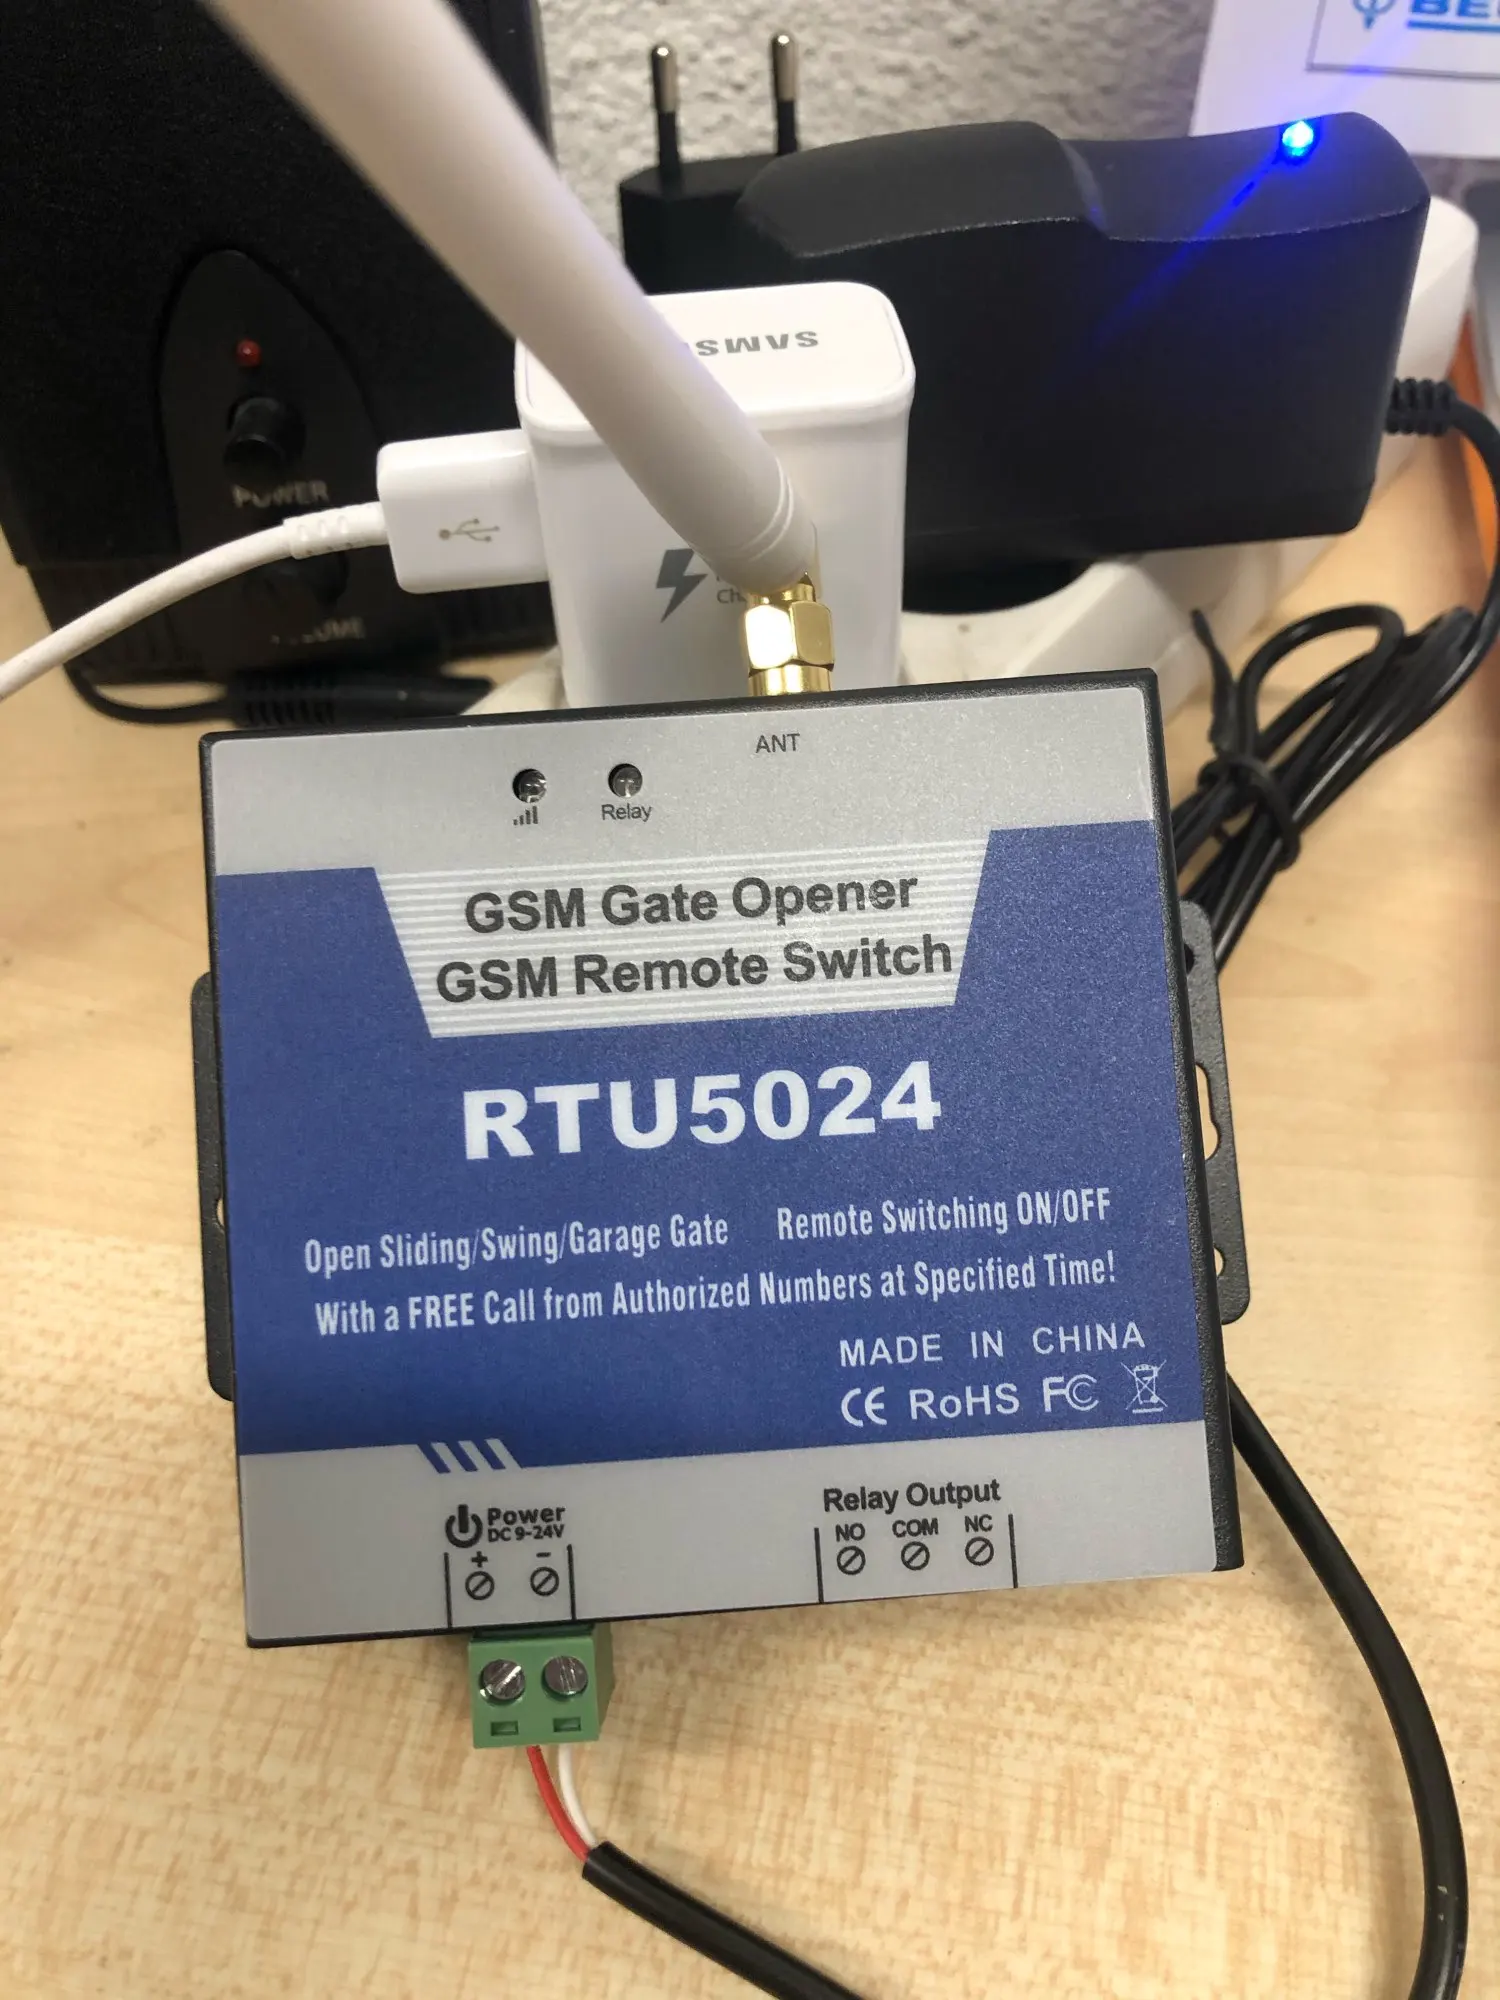 SAMS
POWER
VOLUME
ANT
Relay
GSM Gate Opener
GSM Remote Switch
RTU5024
Open Sliding/Swing/Garage Gate Remote Switching ON/OFF
With a FREE Call from Authorized Numbers at Specified Time!
MADE IN CHINA
CE RoHS FC
Power
DC 9-24V
+ -
Relay Output
NO COM NC